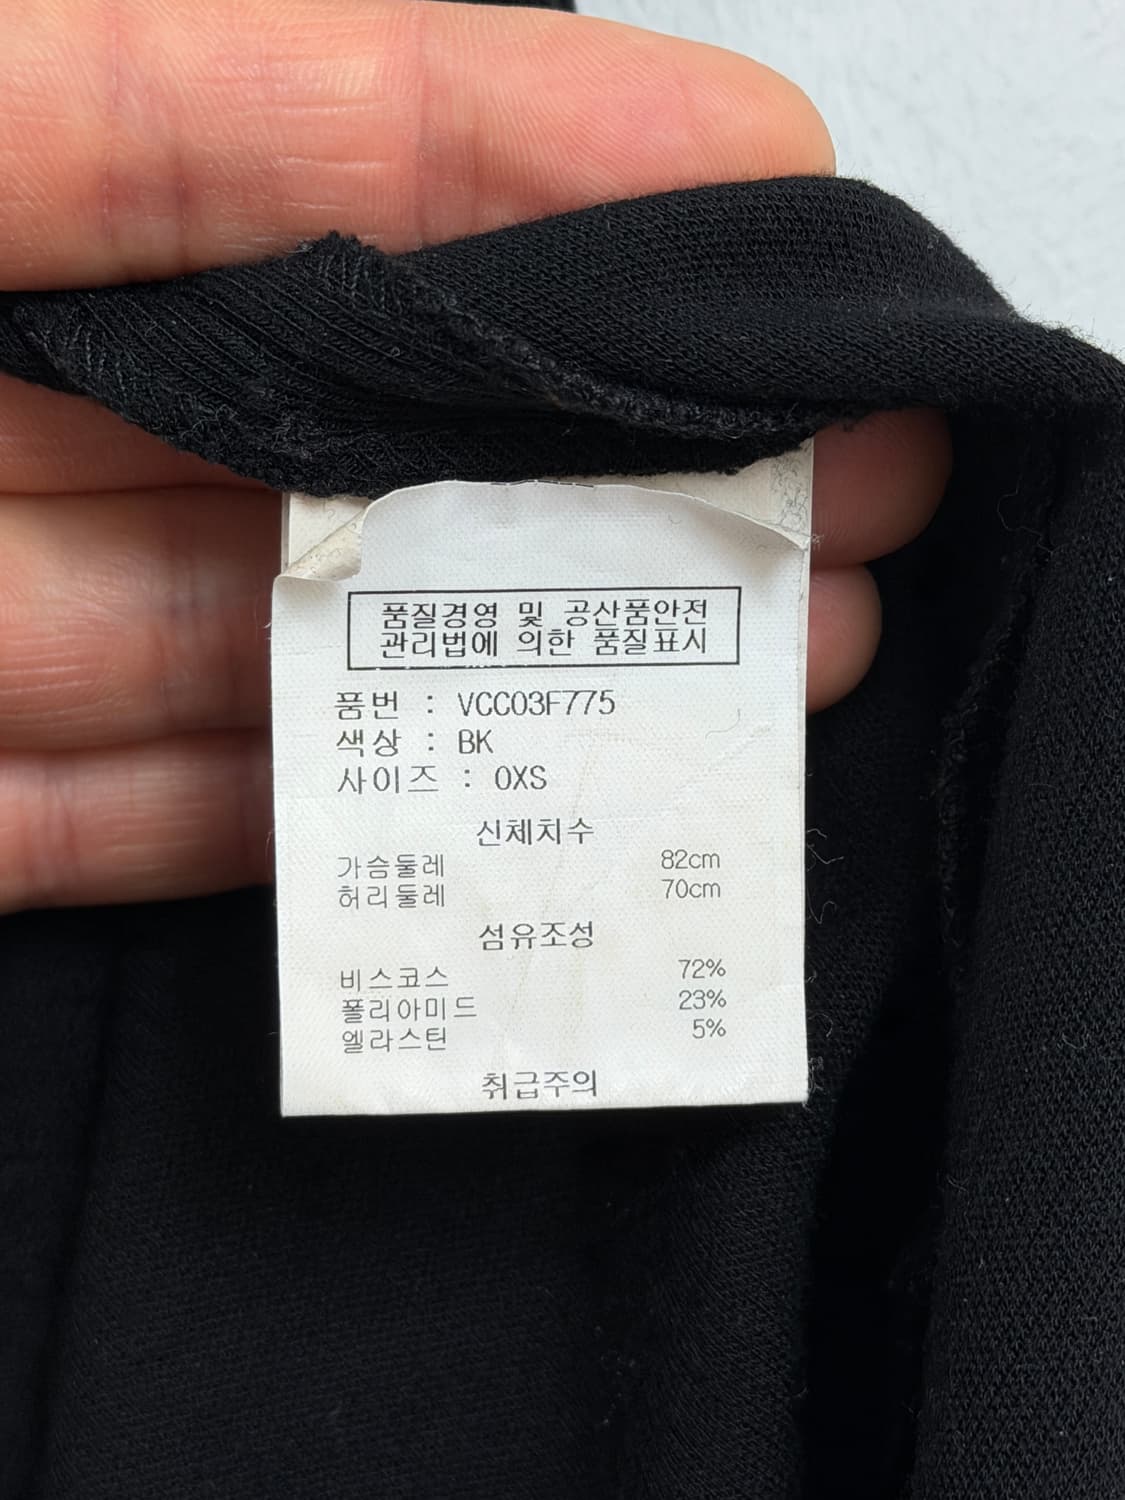 품질경영 및 공산품안전
관리법에 의한 품질표시
품번 : VCC03F775
색상 : BK
사이즈 : 0XS
신체치수
가슴둘레 82cm
허리둘레 70cm
섬유조성
비스코스 72%
폴리아미드 23%
엘라스틴 5%
취급주의